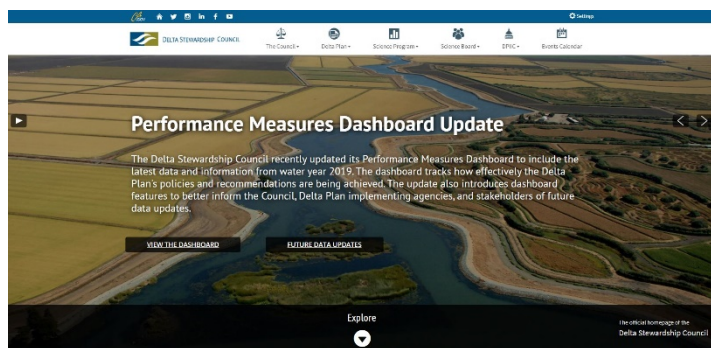 Settings
DELTA STEWARDSHIP COUNCIL
The Council
Delta Plan
Science Program
Science Board
DPIIC
Events Calendar
Performance Measures Dashboard Update
The Delta Stewardship Council recently updated its Performance Measures Dashboard to include the
latest data and information from water year 2019. The dashboard tracks how effectively the Delta
Plan's policies and recommendations are being achieved. The update also introduces dashboard
features to better inform the Council, Delta Plan implementing agencies, and stakeholders of future
data updates.
VIEW THE DASHBOARD
FUTURE DATA UPDATES
Explore
The official homepage of the
Delta Stewardship Council